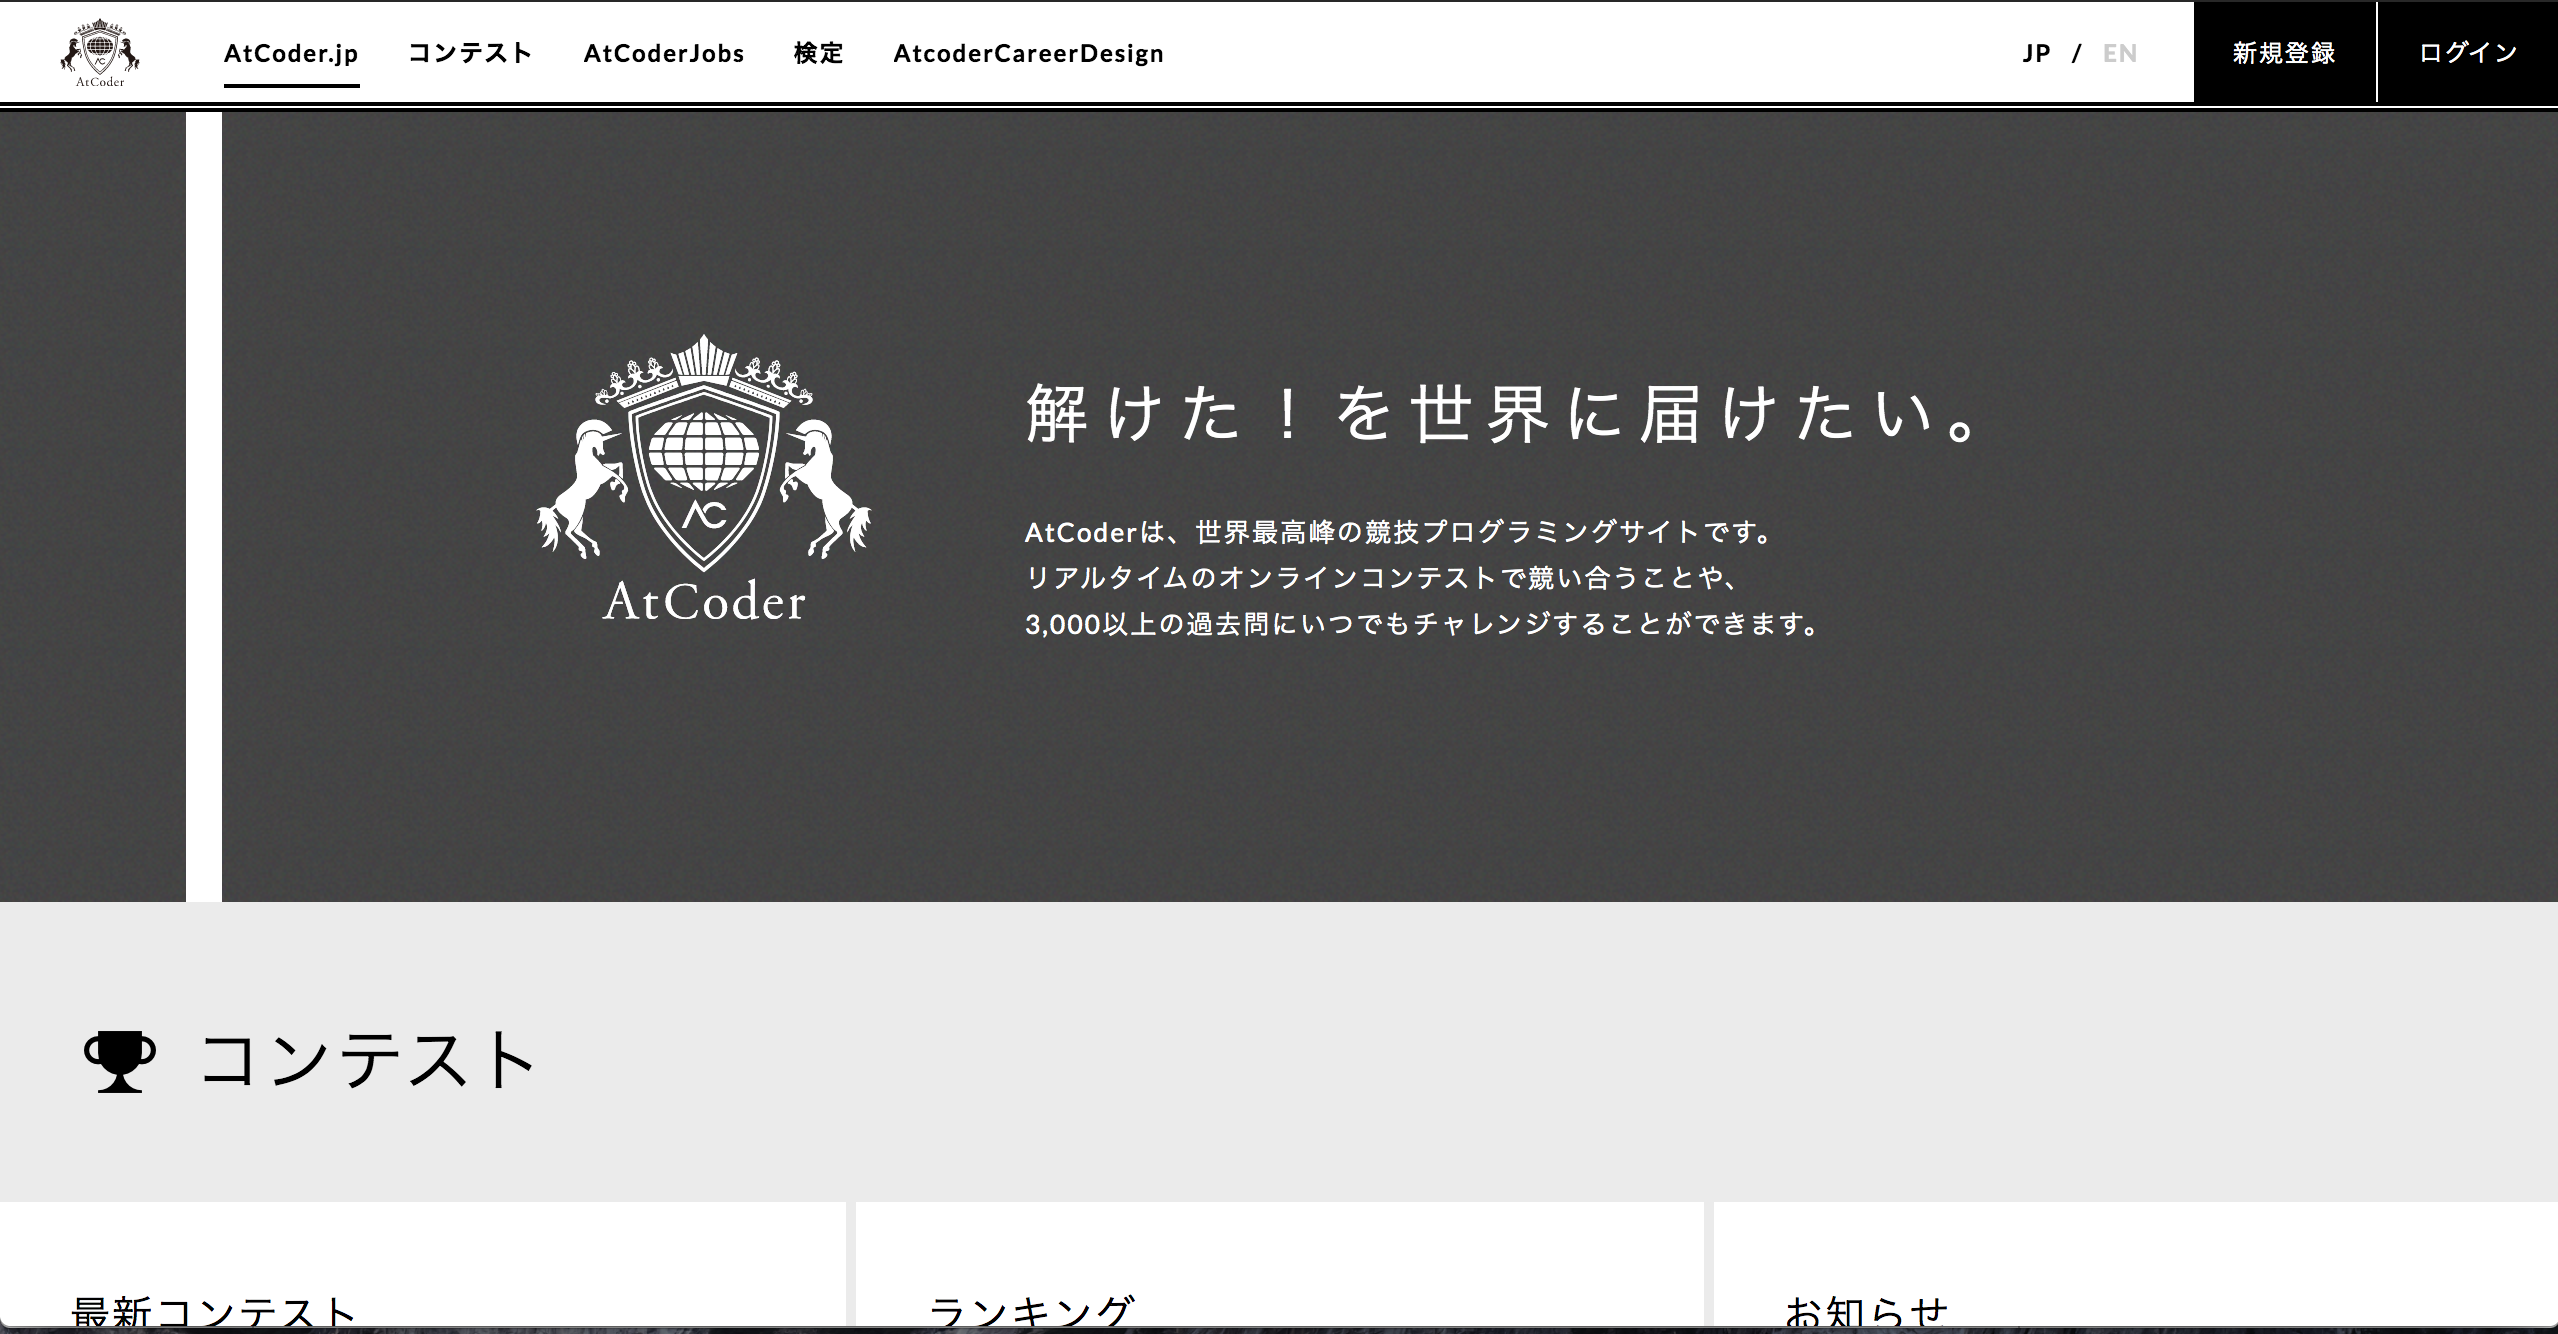 AtCoder
AtCoder.jp
コンテスト
AtCoderJobs
検定
AtcoderCareerDesign
JP / EN
新規登録
ログイン
AC
AtCoder
解けた！を世界に届けたい。
AtCoderは、世界最高峰の競技プログラミングサイトです。
リアルタイムのオンラインコンテストで競い合うことや、
3,000以上の過去問にいつでもチャレンジすることができます。
コンテスト
最新コンテスト
ランキング
お知らせ